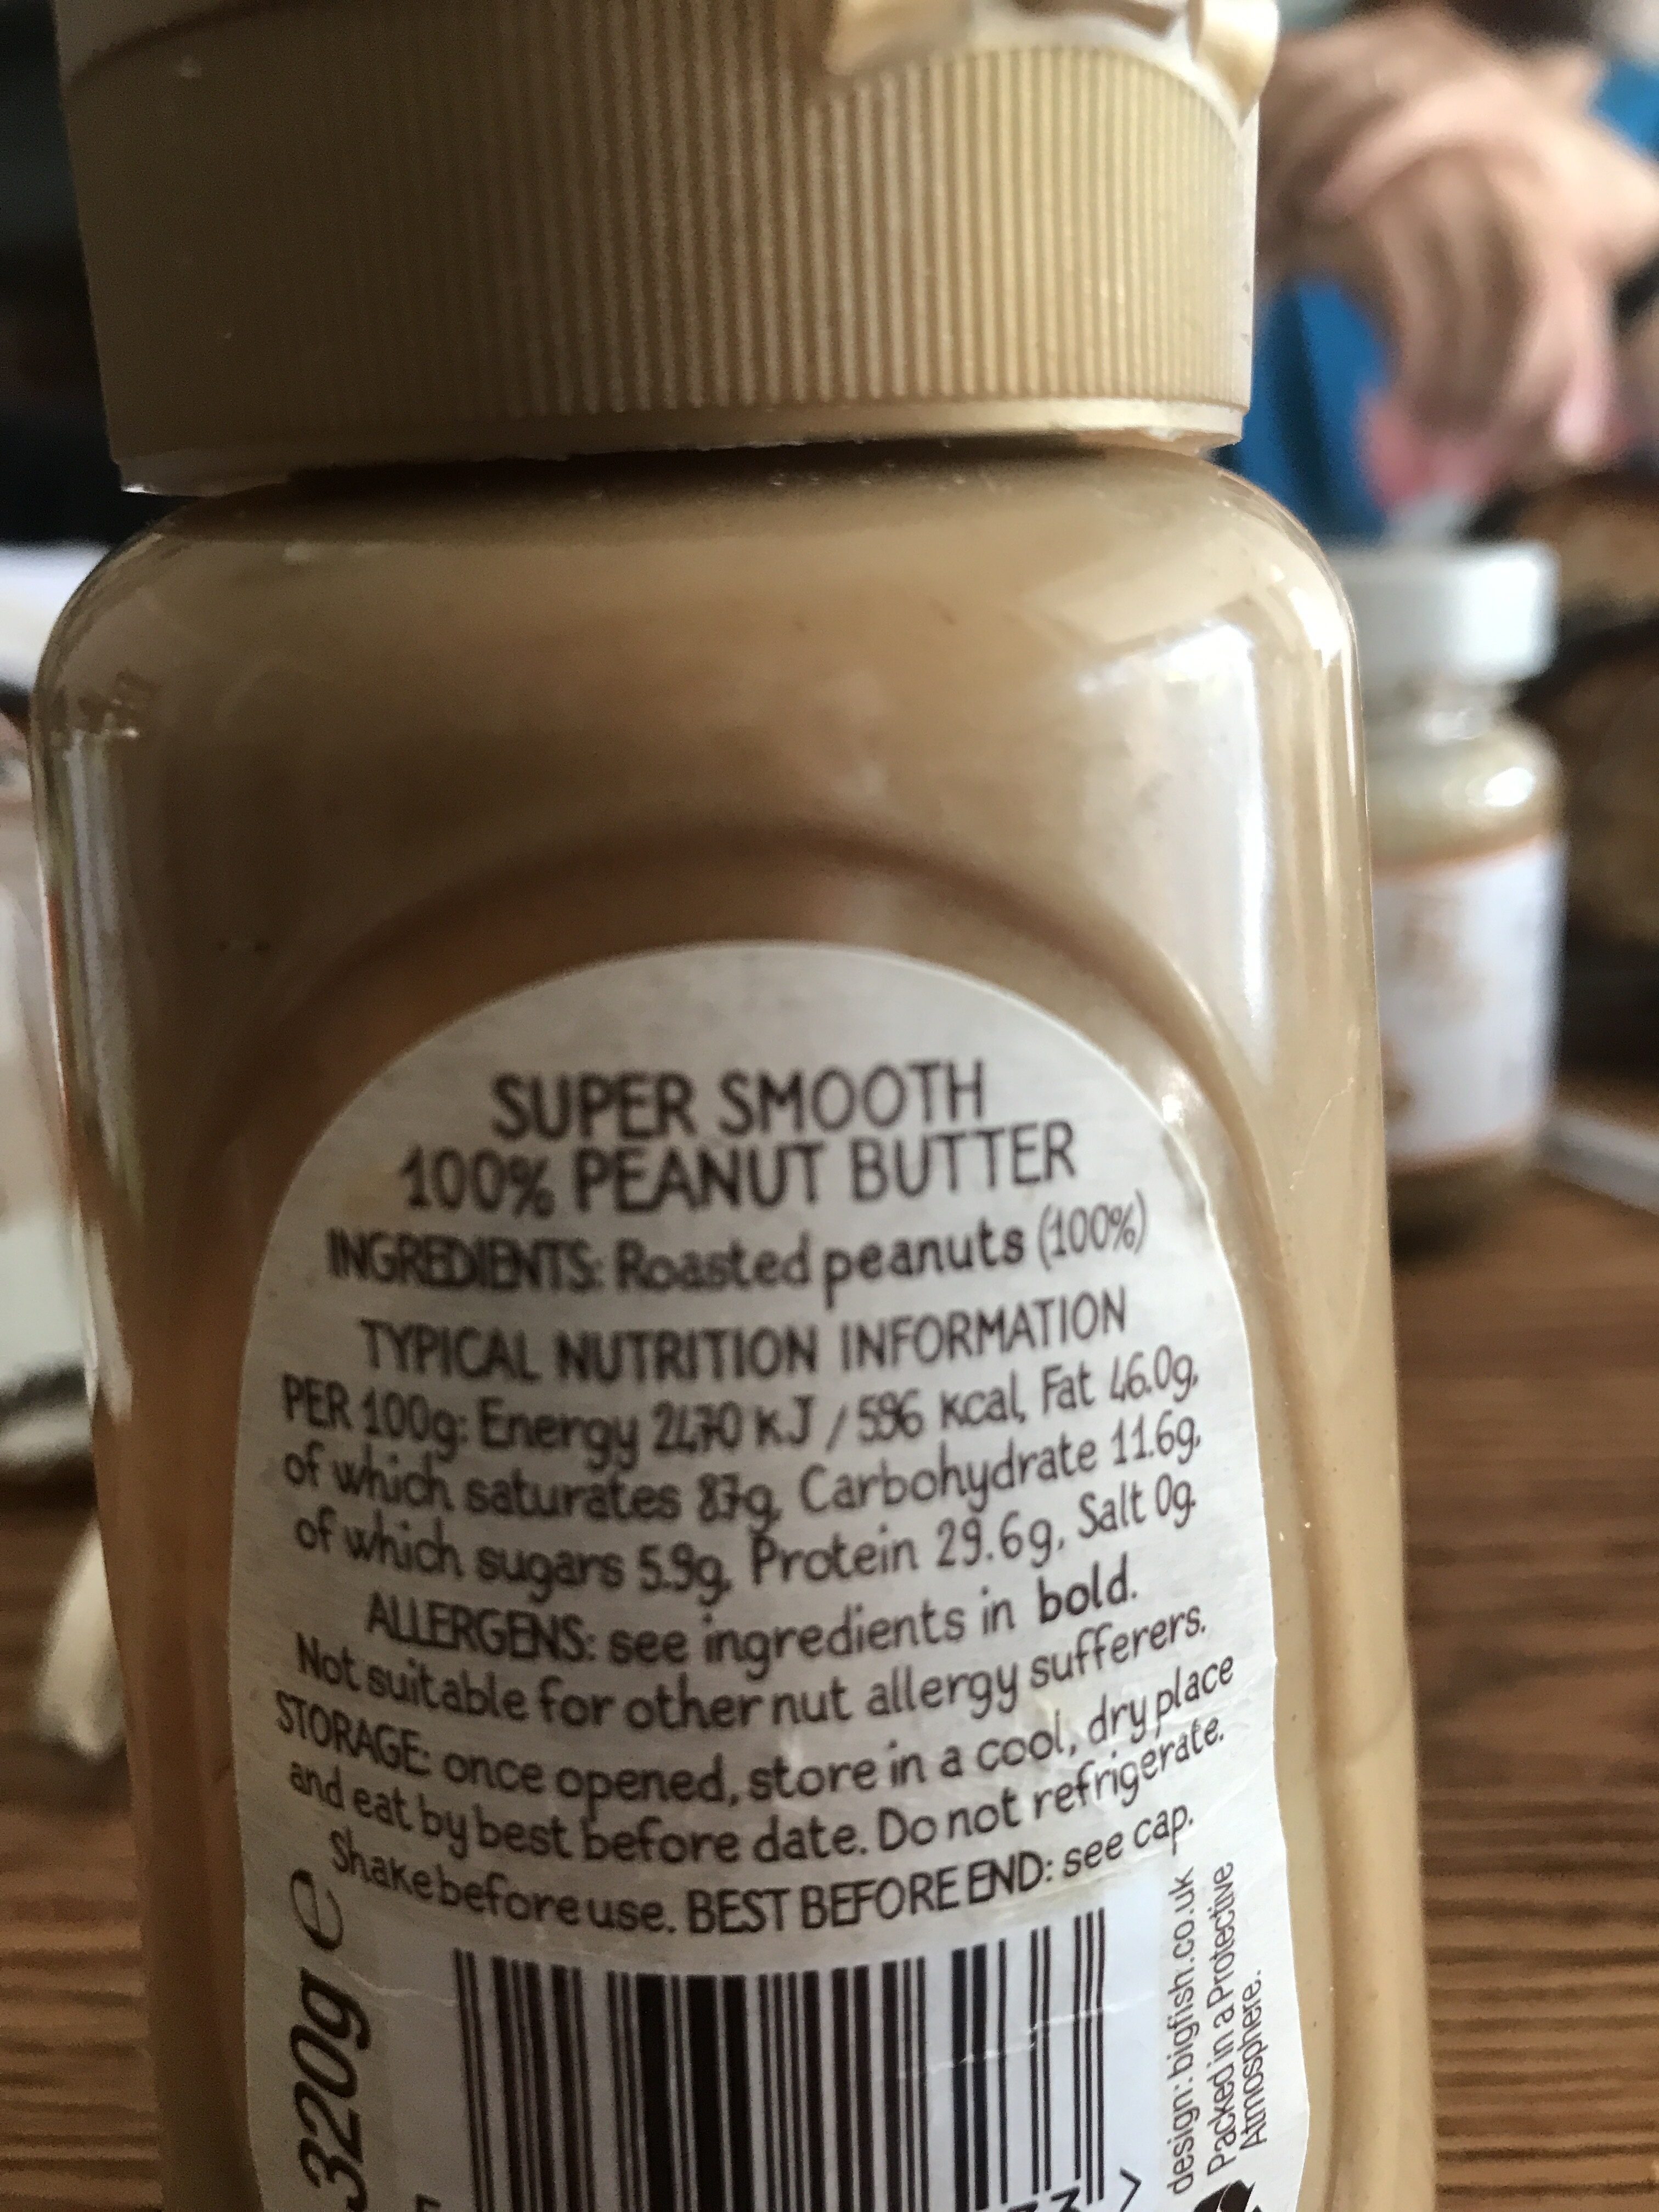 SUPER SMOOTH
100% PEANUT BUTTER
INGREDIENTS: Roasted peanuts (100%)
TYPICAL NUTRITION INFORMATION
PER 100g: Energy 2470 kJ / 596 kcal, Fat 46.0g,
of which saturates 8.7g, Carbohydrate 11.6g,
of which sugars 5.9g, Protein 29.6g, Salt 0g.
ALLERGENS: see ingredients in bold.
Not suitable for other nut allergy sufferers.
STORAGE: once opened, store in a cool, dry place
and eat by best before date. Do not refrigerate.
Shake before use. BEST BEFORE END: see cap.
320g e
design: bigfish.co.uk
Packed in a Protective
Atmosphere.